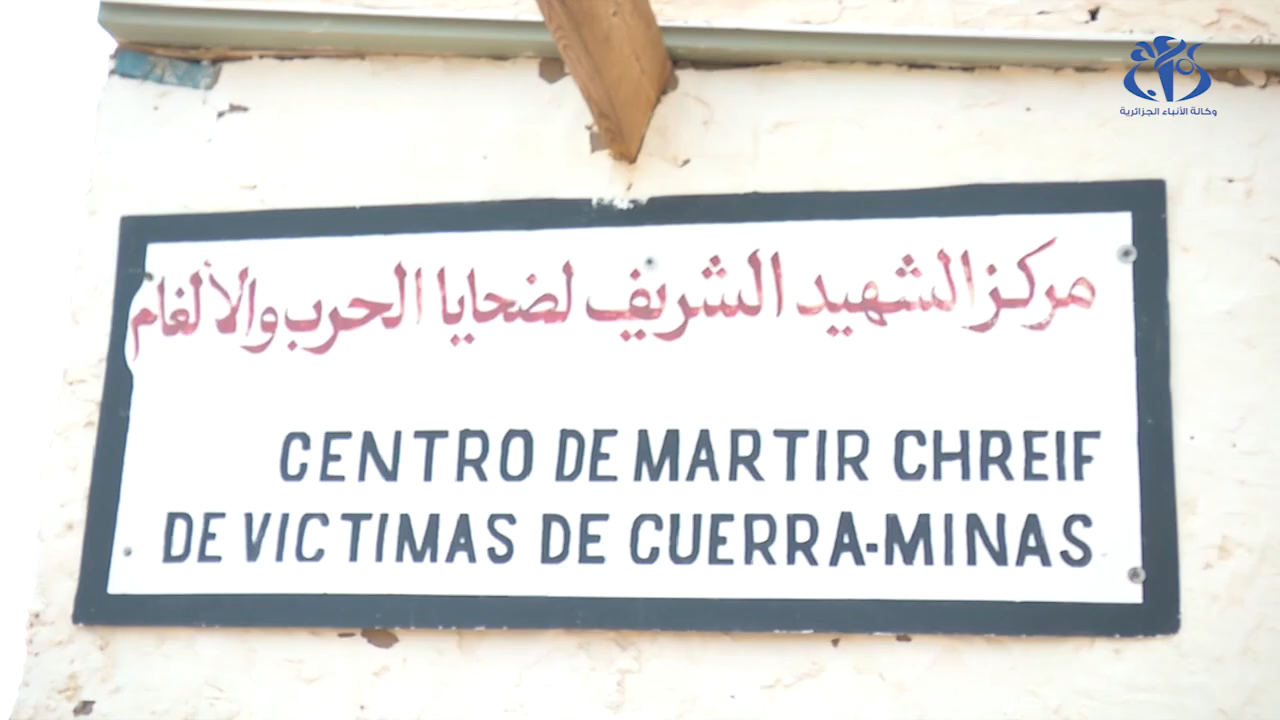 وكالة الأنباء الجزائرية
مركز الشهيد الشريف لضحايا الحرب والألغام
CENTRO DE MARTIR CHREIF
DE VICTIMAS DE CUERRA-MINAS